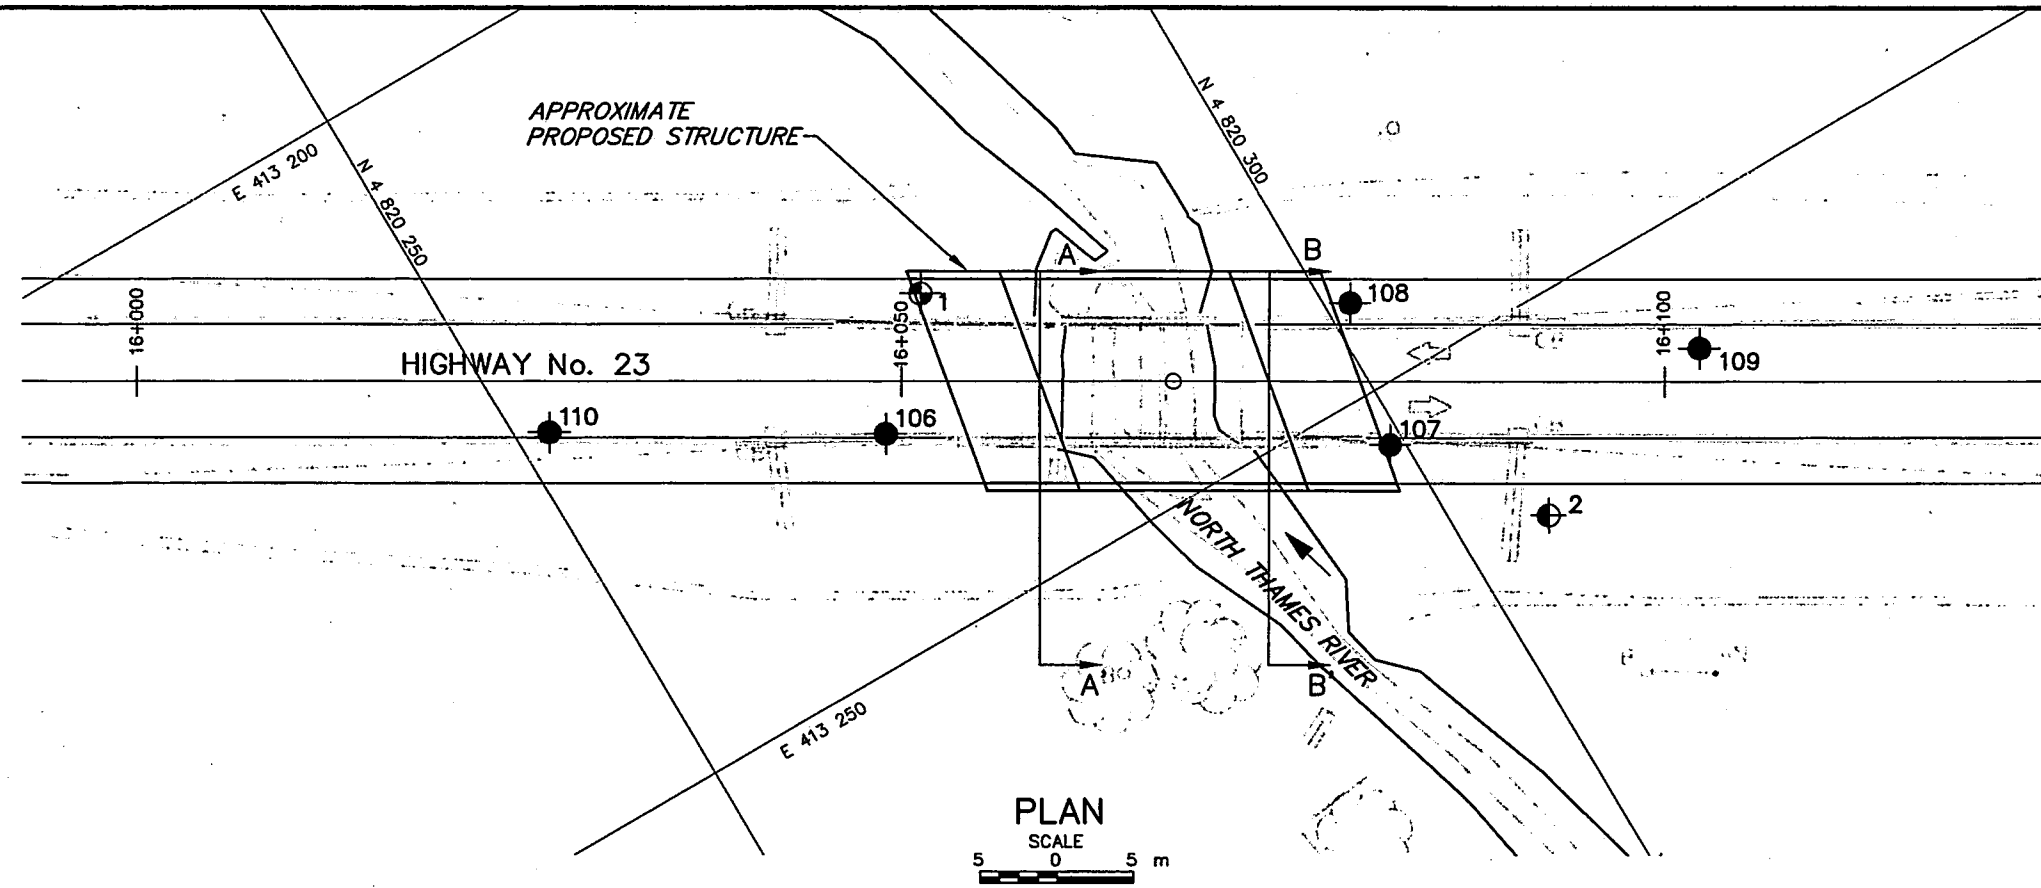 APPROXIMATE
PROPOSED STRUCTURE
E 413 200
N 4 820 250
N 4 820 300
A
B
1
108
16+000
16+050
16+100
HIGHWAY No. 23
109
110
106
107
2
NORTH THAMES RIVER
A'
B'
E 413 250
PLAN
SCALE
5 0 5 m